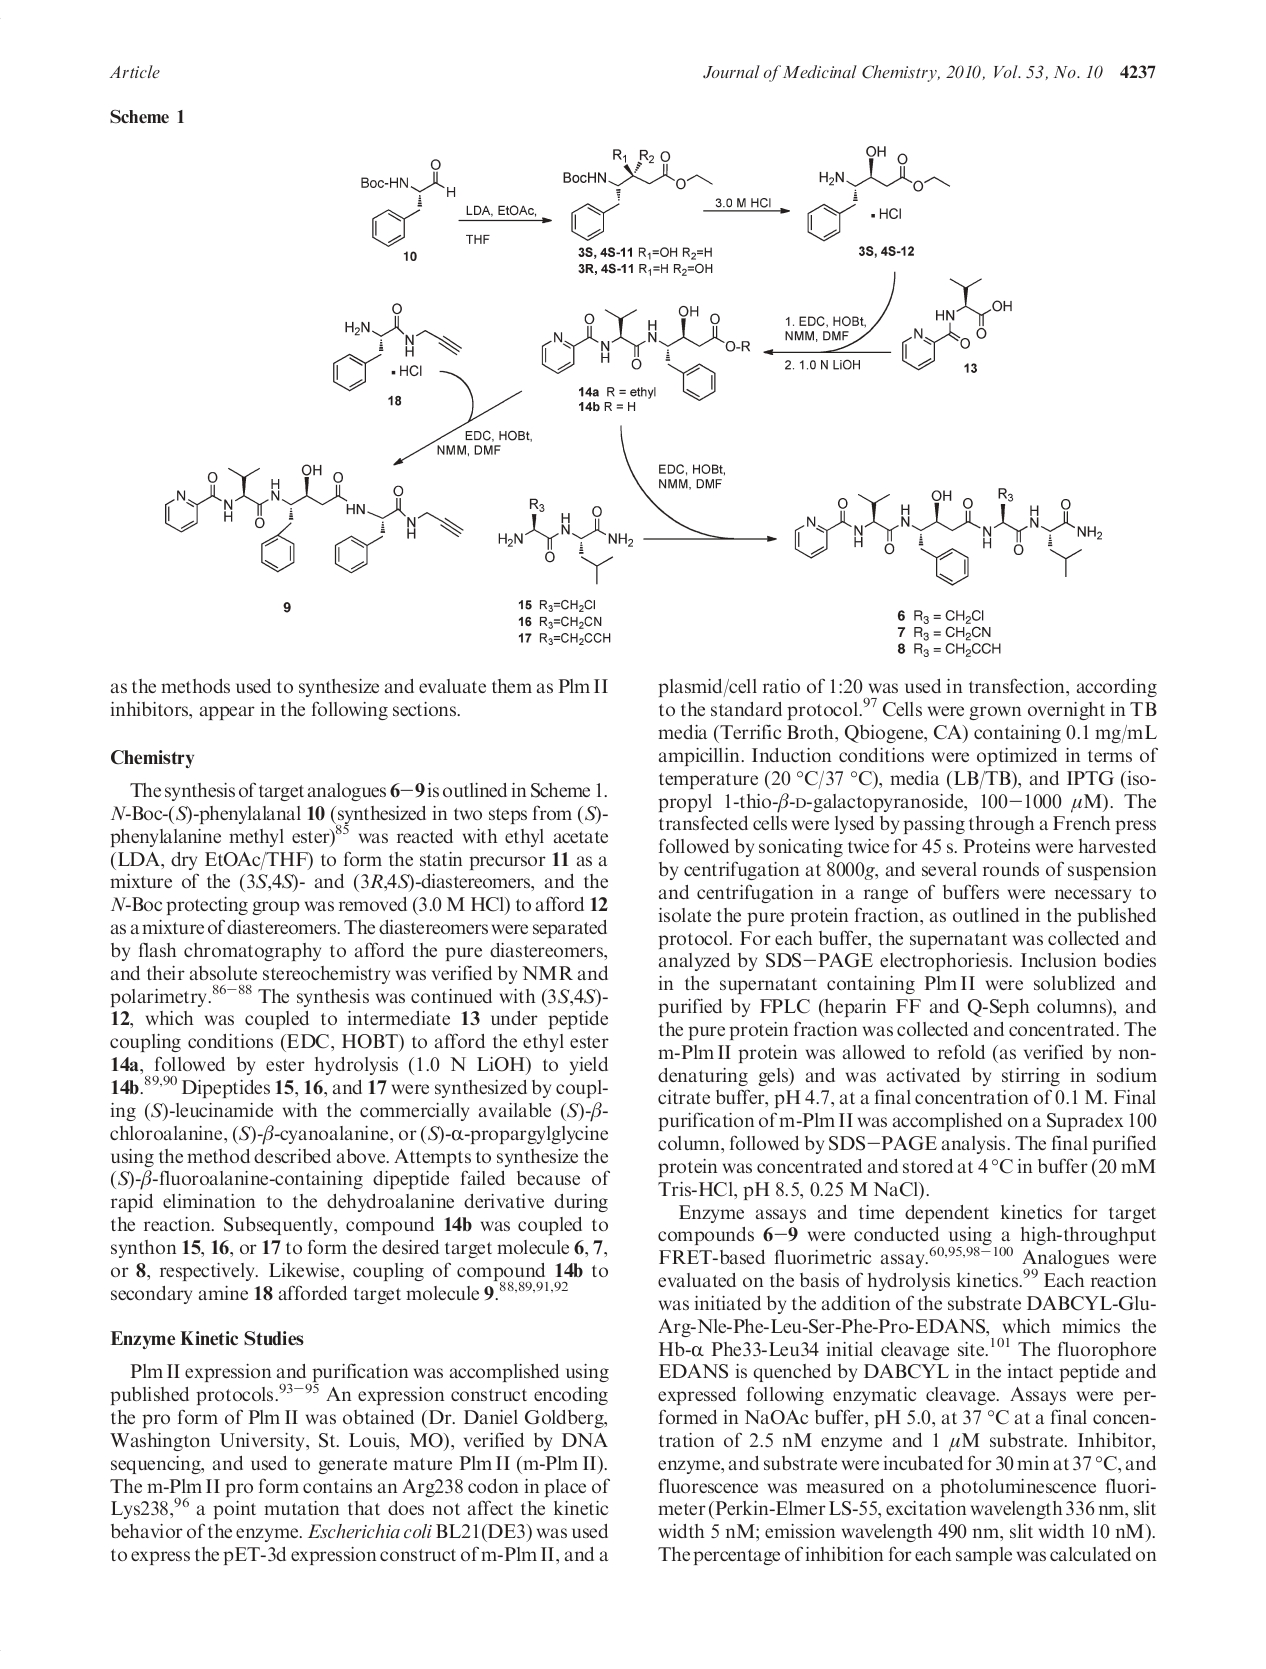 Article
Journal of Medicinal Chemistry, 2010, Vol. 53, No. 10 4237
Scheme 1
Boc-HN
O
H
10
LDA, EtOAc,
THF
R1 R2 O
BocHN
O
3S, 4S-11 R1=OH R2=H
3R, 4S-11 R1=H R2=OH
3.0 M HCl
OH
O
H2N
O
▪ HCl
3S, 4S-12
H2N
O
N
H
▪ HCl
18
N
O
N
H
O
H
N
OH
O
O-R
14a R = ethyl
14b R = H
1. EDC, HOBt,
NMM, DMF
2. 1.0 N LiOH
OH
HN
O
N
O
13
EDC, HOBt,
NMM, DMF
EDC, HOBt,
NMM, DMF
N
O
N
H
O
H
N
OH
O
HN
O
N
H
9
R3
H2N
O
H
N
O
NH2
15 R3=CH2Cl
16 R3=CH2CN
17 R3=CH2CCH
N
O
N
H
O
H
N
OH
O
N
H
R3
O
H
N
O
NH2
6 R3 = CH2Cl
7 R3 = CH2CN
8 R3 = CH2CCH
as the methods used to synthesize and evaluate them as Plm II
inhibitors, appear in the following sections.
Chemistry
The synthesis of target analogues 6−9 is outlined in Scheme 1.
N-Boc-(S)-phenylalanal 10 (synthesized in two steps from (S)-
phenylalanine methyl ester)85 was reacted with ethyl acetate
(LDA, dry EtOAc/THF) to form the statin precursor 11 as a
mixture of the (3S,4S)- and (3R,4S)-diastereomers, and the
N-Boc protecting group was removed (3.0 M HCl) to afford 12
as a mixture of diastereomers. The diastereomers were separated
by flash chromatography to afford the pure diastereomers,
and their absolute stereochemistry was verified by NMR and
polarimetry.86−88 The synthesis was continued with (3S,4S)-
12, which was coupled to intermediate 13 under peptide
coupling conditions (EDC, HOBT) to afford the ethyl ester
14a, followed by ester hydrolysis (1.0 N LiOH) to yield
14b.89,90 Dipeptides 15, 16, and 17 were synthesized by coupl-
ing (S)-leucinamide with the commercially available (S)-β-
chloroalanine, (S)-β-cyanoalanine, or (S)-α-propargylglycine
using the method described above. Attempts to synthesize the
(S)-β-fluoroalanine-containing dipeptide failed because of
rapid elimination to the dehydroalanine derivative during
the reaction. Subsequently, compound 14b was coupled to
synthon 15, 16, or 17 to form the desired target molecule 6, 7,
or 8, respectively. Likewise, coupling of compound 14b to
secondary amine 18 afforded target molecule 9.88,89,91,92
Enzyme Kinetic Studies
Plm II expression and purification was accomplished using
published protocols.93−95 An expression construct encoding
the pro form of Plm II was obtained (Dr. Daniel Goldberg,
Washington University, St. Louis, MO), verified by DNA
sequencing, and used to generate mature Plm II (m-Plm II).
The m-Plm II pro form contains an Arg238 codon in place of
Lys238,96 a point mutation that does not affect the kinetic
behavior of the enzyme. Escherichia coli BL21(DE3) was used
to express the pET-3d expression construct of m-Plm II, and a
plasmid/cell ratio of 1:20 was used in transfection, according
to the standard protocol.97 Cells were grown overnight in TB
media (Terrific Broth, Qbiogene, CA) containing 0.1 mg/mL
ampicillin. Induction conditions were optimized in terms of
temperature (20 °C/37 °C), media (LB/TB), and IPTG (iso-
propyl 1-thio-β-D-galactopyranoside, 100−1000 μM). The
transfected cells were lysed by passing through a French press
followed by sonicating twice for 45 s. Proteins were harvested
by centrifugation at 8000g, and several rounds of suspension
and centrifugation in a range of buffers were necessary to
isolate the pure protein fraction, as outlined in the published
protocol. For each buffer, the supernatant was collected and
analyzed by SDS−PAGE electrophoriesis. Inclusion bodies
in the supernatant containing Plm II were solublized and
purified by FPLC (heparin FF and Q-Seph columns), and
the pure protein fraction was collected and concentrated. The
m-Plm II protein was allowed to refold (as verified by non-
denaturing gels) and was activated by stirring in sodium
citrate buffer, pH 4.7, at a final concentration of 0.1 M. Final
purification of m-Plm II was accomplished on a Supradex 100
column, followed by SDS−PAGE analysis. The final purified
protein was concentrated and stored at 4 °C in buffer (20 mM
Tris-HCl, pH 8.5, 0.25 M NaCl).
Enzyme assays and time dependent kinetics for target
compounds 6−9 were conducted using a high-throughput
FRET-based fluorimetric assay.60,95,98−100 Analogues were
evaluated on the basis of hydrolysis kinetics.99 Each reaction
was initiated by the addition of the substrate DABCYL-Glu-
Arg-Nle-Phe-Leu-Ser-Phe-Pro-EDANS, which mimics the
Hb-α Phe33-Leu34 initial cleavage site.101 The fluorophore
EDANS is quenched by DABCYL in the intact peptide and
expressed following enzymatic cleavage. Assays were per-
formed in NaOAc buffer, pH 5.0, at 37 °C at a final concen-
tration of 2.5 nM enzyme and 1 μM substrate. Inhibitor,
enzyme, and substrate were incubated for 30 min at 37 °C, and
fluorescence was measured on a photoluminescence fluori-
meter (Perkin-Elmer LS-55, excitation wavelength 336 nm, slit
width 5 nM; emission wavelength 490 nm, slit width 10 nM).
The percentage of inhibition for each sample was calculated on